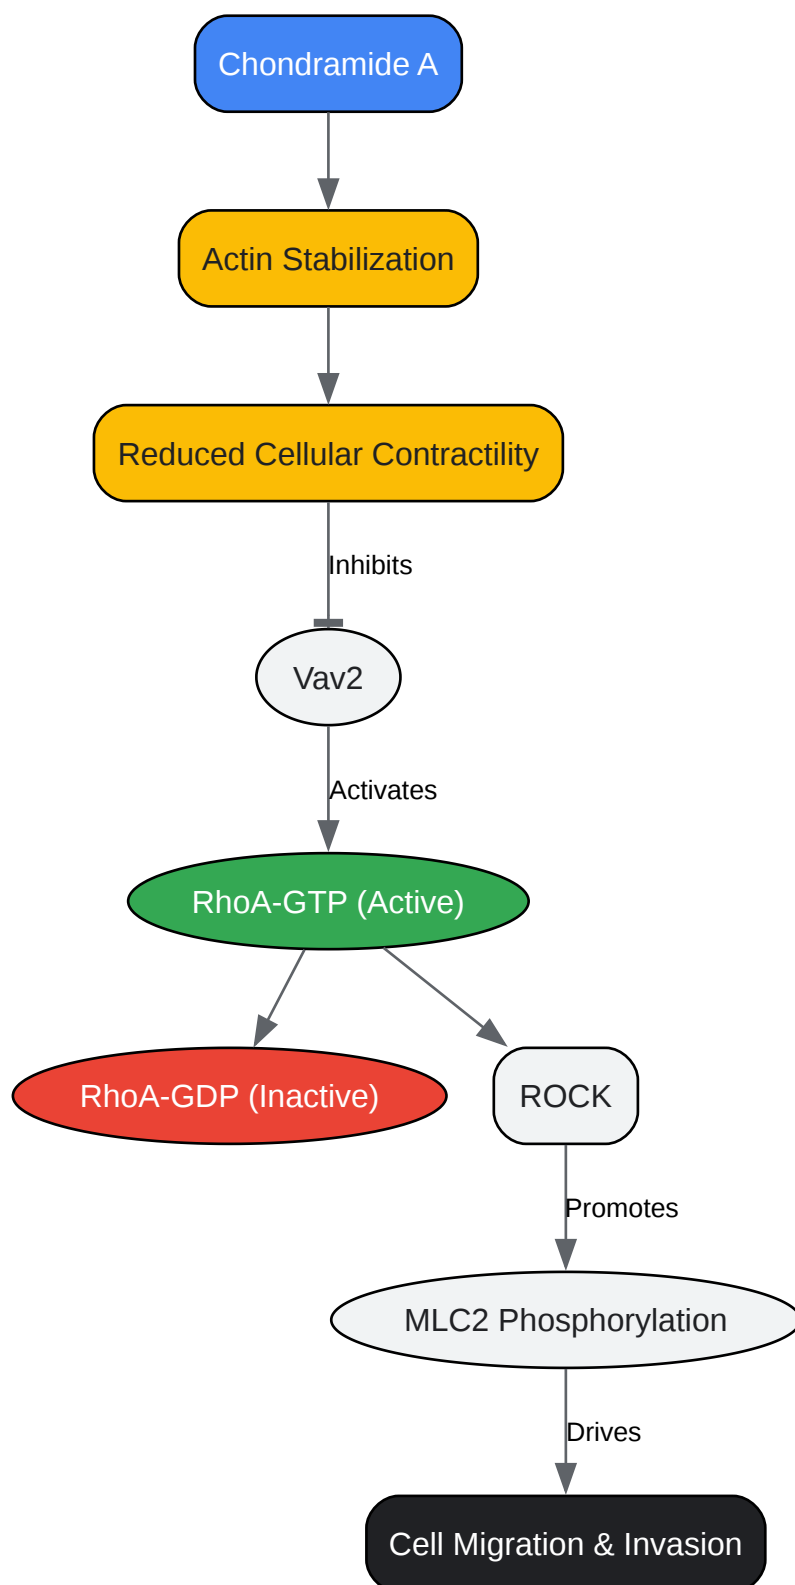 Chondramide A
Actin Stabilization
Reduced Cellular Contractility
Inhibits
Vav2
Activates
RhoA-GTP (Active)
RhoA-GDP (Inactive)
ROCK
Promotes
MLC2 Phosphorylation
Drives
Cell Migration & Invasion